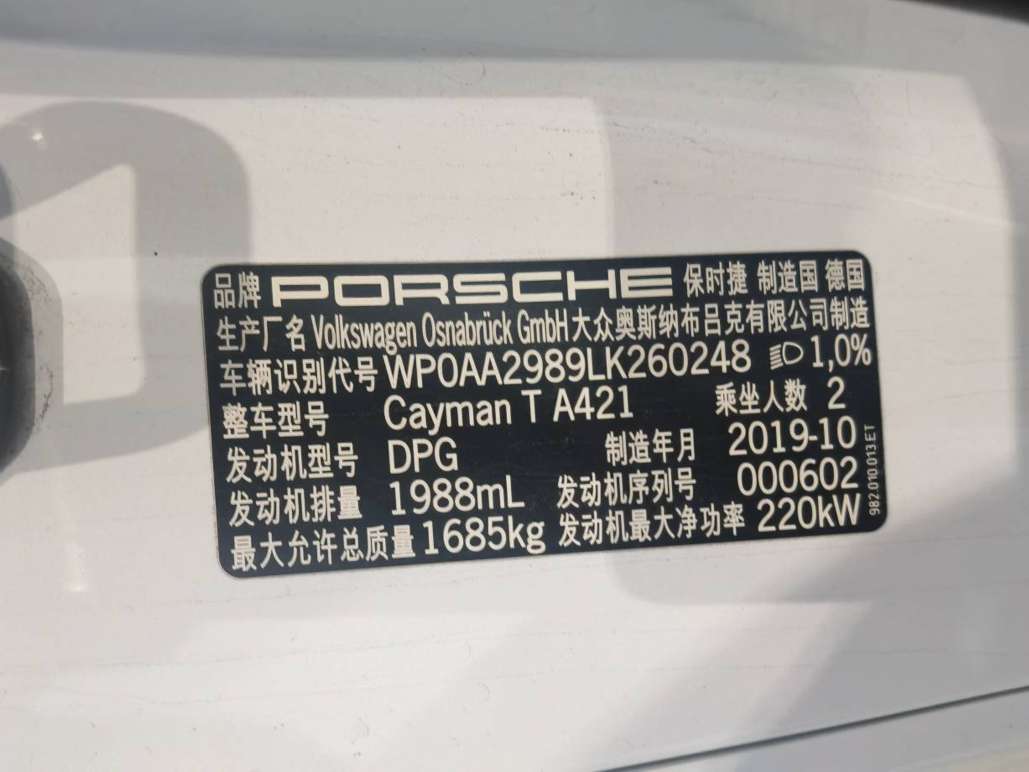 品牌 PORSCHE 保时捷 制造国 德国
生产厂名 Volkswagen Osnabrück GmbH 大众奥斯纳布吕克有限公司制造
车辆识别代号 WP0AA2989LK260248 1,0%
整车型号 Cayman T A421 乘坐人数 2
发动机型号 DPG 制造年月 2019-10
发动机排量 1988mL 发动机序列号 000602
最大允许总质量 1685kg 发动机最大净功率 220kW
982.010.013.ET